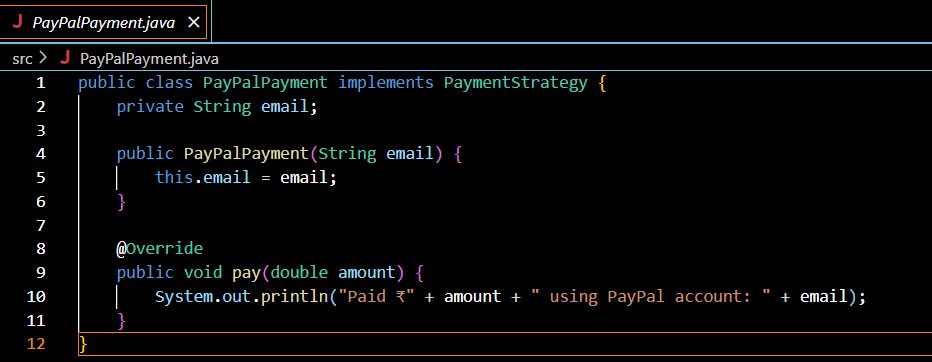 J PayPalPayment.java ×
src > J PayPalPayment.java
1 public class PayPalPayment implements PaymentStrategy {
2     private String email;
3
4     public PayPalPayment(String email) {
5         this.email = email;
6     }
7
8     @Override
9     public void pay(double amount) {
10         System.out.println("Paid ₹" + amount + " using PayPal account: " + email);
11     }
12 }